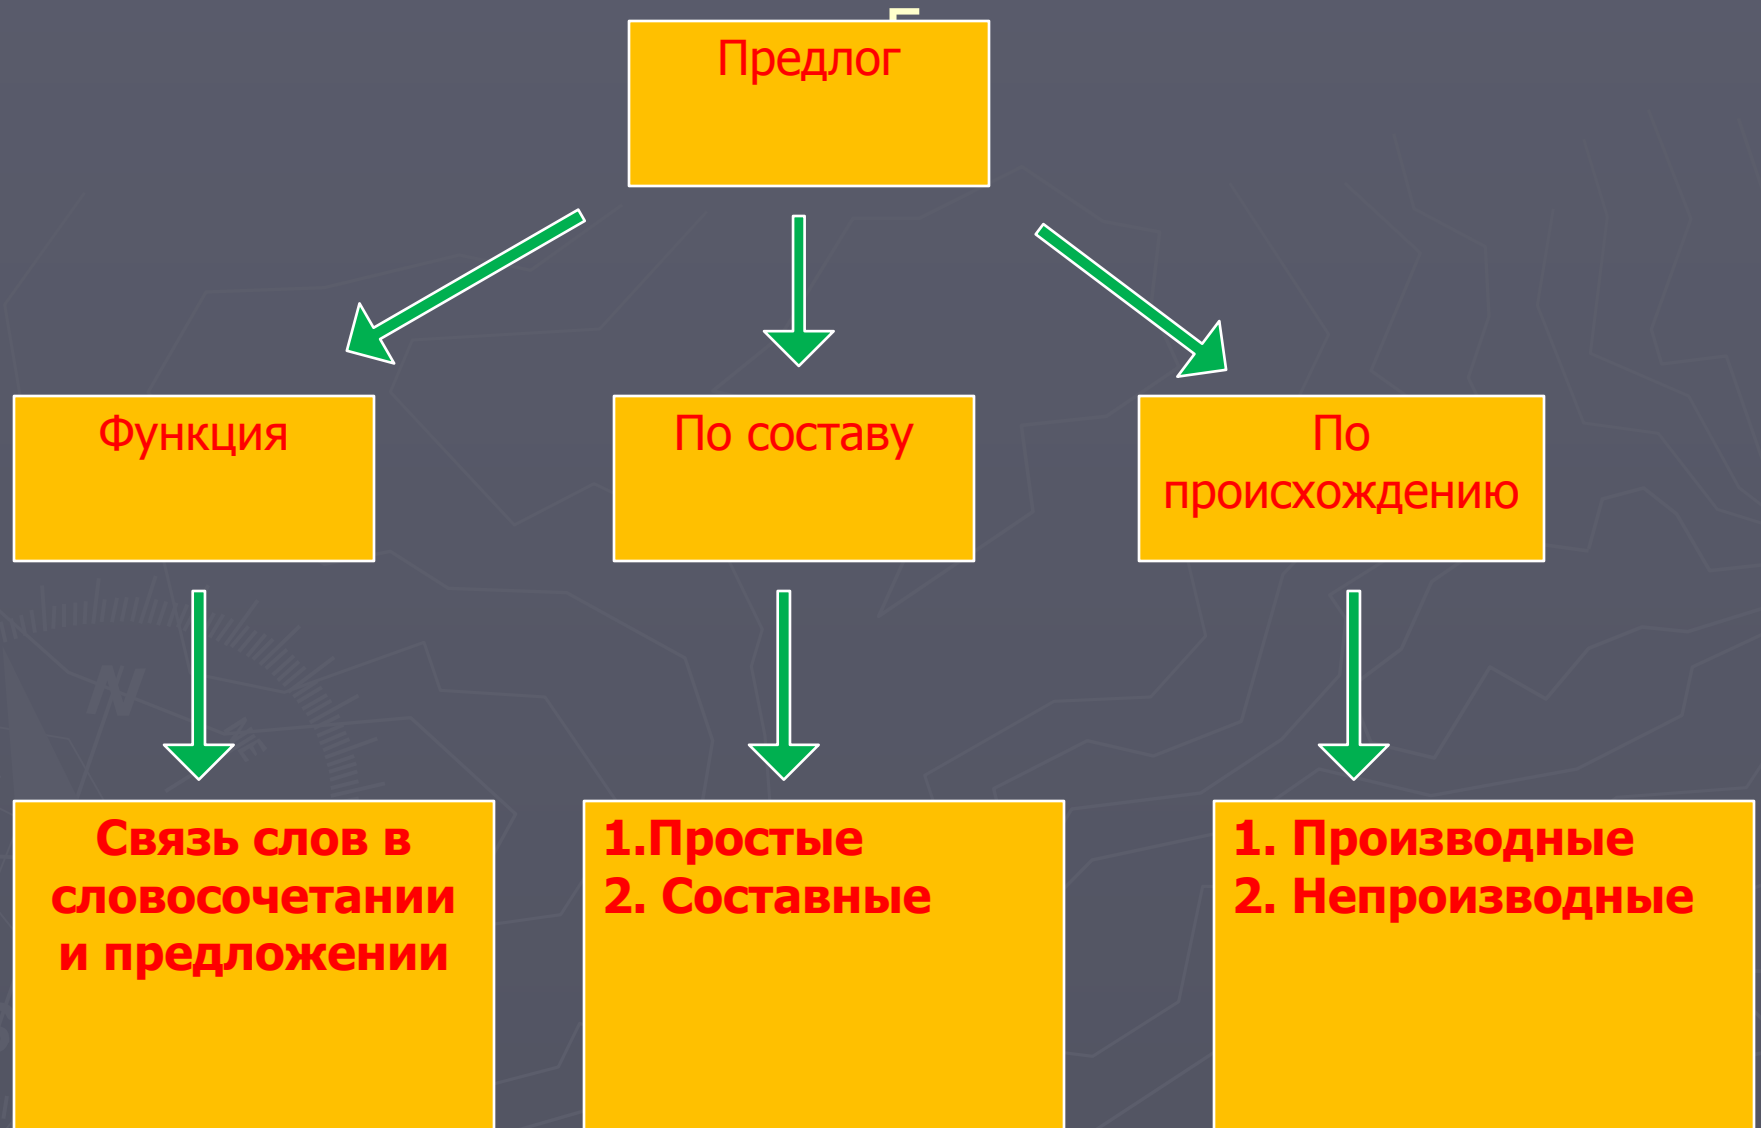 Предлог
Функция
По составу
По
происхождению
Связь слов в
словосочетании
и предложении
1.Простые
2. Составные
1. Производные
2. Непроизводные